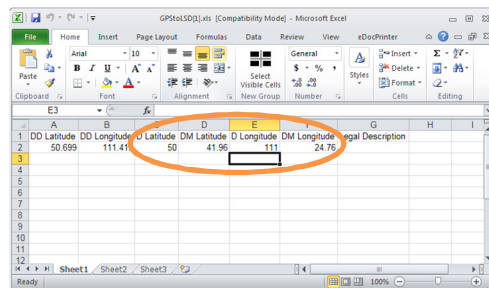 GPStoLSD[1].xls [Compatibility Mode] - Microsoft Excel
File Home Insert Page Layout Formulas Data Review View eDocPrinter
Arial 10 General Insert
Paste B I U $ % , Styles Delete
Select Visible Cells Format
Clipboard Font Alignment New Group Number Cells Editing
E3 fx
A B D E G H I
1 DD Latitude DD Longitude D Latitude DM Latitude D Longitude DM Longitude Legal Description
2 50.699 111.41 50 41.96 111 24.76
3
4
5
6
7
8
9
10
11
12
Sheet1 Sheet2 Sheet3
Ready 100%